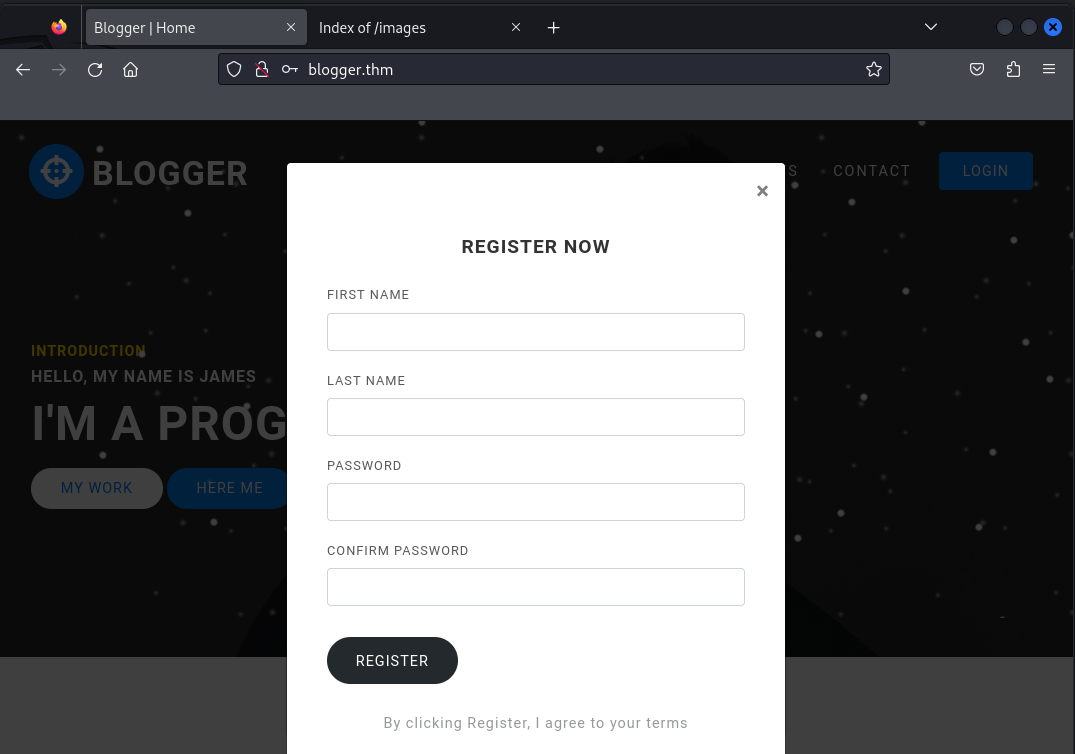 Blogger | Home
Index of /images
blogger.thm
BLOGGER
S
CONTACT
LOGIN
REGISTER NOW
FIRST NAME
INTRODUCTION
HELLO, MY NAME IS JAMES
LAST NAME
I'M A PROG
PASSWORD
MY WORK
HERE ME
CONFIRM PASSWORD
REGISTER
By clicking Register, I agree to your terms